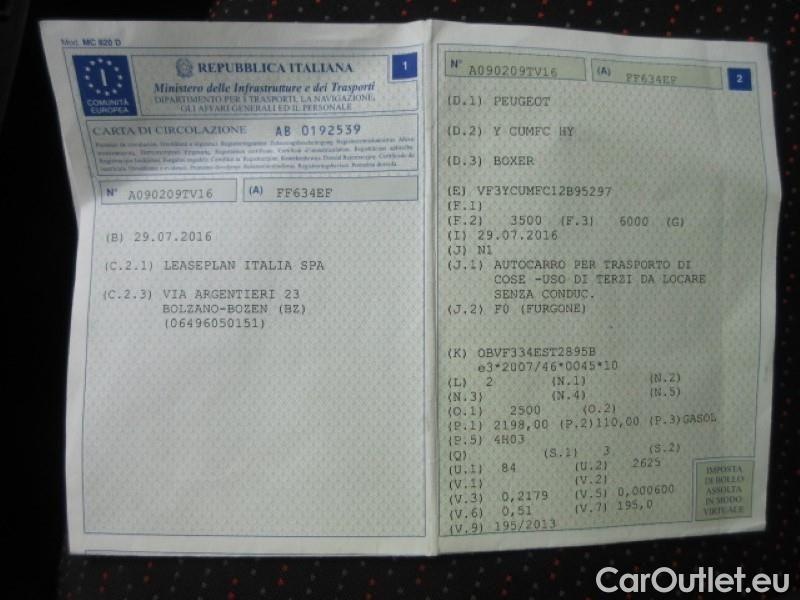 Mod. MC 820 D
COMUNITÀ
EUROPEA
I
REPUBBLICA ITALIANA
Ministero delle Infrastrutture e dei Trasporti
DIPARTIMENTO PER I TRASPORTI, LA NAVIGAZIONE,
GLI AFFARI GENERALI ED IL PERSONALE
1
CARTA DI CIRCOLAZIONE AB 0192539
N° A090209TV16 (A) FF634EF
(B) 29.07.2016
(C.2.1) LEASEPLAN ITALIA SPA
(C.2.3) VIA ARGENTIERI 23
BOLZANO-BOZEN (BZ)
(06496050151)
N° A090209TV16 (A) FF634EF
2
(D.1) PEUGEOT
(D.2) Y CUMFC HY
(D.3) BOXER
(E) VF3YCUMFC12B95297
(F.1)
(F.2) 3500 (F.3) 6000 (G)
(I) 29.07.2016
(J) N1
(J.1) AUTOCARRO PER TRASPORTO DI
COSE -USO DI TERZI DA LOCARE
SENZA CONDUC.
(J.2) F0 (FURGONE)
(K) OBVF334EST2895B
e3*2007/46*0045*10
(L) 2 (N.1) (N.2)
(N.3) (N.4) (N.5)
(O.1) 2500 (O.2)
(P.1) 2198,00 (P.2)110,00 (P.3)GASOL
(P.5) 4H03
(Q) (S.1) 3 (S.2)
(U.1) 84 (U.2) 2625
(V.1) (V.2)
(V.3) 0,2179 (V.5) 0,000600
(V.6) 0,51 (V.7) 195,0
(V.9) 195/2013
IMPOSTA
DI BOLLO
ASSOLTA
IN MODO
VIRTUALE
CarOutlet.eu